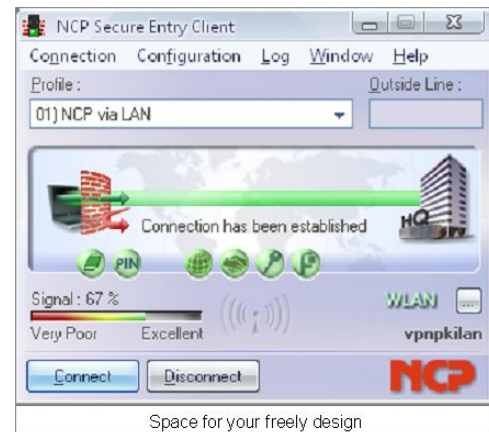 NCP Secure Entry Client
Connection Configuration Log Window Help
Profile : Outside Line :
01) NCP via LAN
Connection has been established
HQ
PIN
Signal : 67 %
WLAN ...
Very Poor Excellent
vpnpkilan
Connect Disconnect
NCP
Space for your freely design